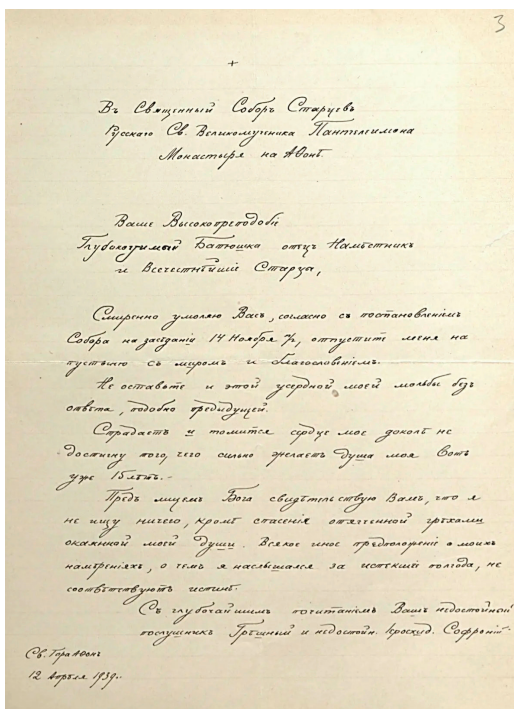 3
+
Въ Священный Соборъ Старцевъ
Русскаго Св. Великомученика Пантелеимона
Монастыря на Афонѣ.
Ваше Высокопреподобіе
Глубокочтимый Батюшка отецъ Намѣстникъ
и Всечестнѣйшіе Старцы,
Смиренно умоляю Васъ, согласно съ постановленіемъ
Собора на засѣданіи 14 Ноября, отпустите меня на
пустыню съ миромъ и благословеніемъ.
Не оставьте и этой усердной моей мольбы безъ
отвѣта, подобно предыдущей.
Страдаетъ и томится сердце мое доколѣ не
достигну того, чего сильно желаетъ душа моя вотъ
уже 15 лѣтъ.-
Предъ лицемъ Бога свидѣтельствую Вамъ, что я
не ищу ничего, кромѣ спасенія отягченной грѣхами
окаянной моей души. Всякое иное предположеніе о моихъ
намѣреніяхъ, о чемъ я наслышался за истекшіе полгода, не
соотвѣтствуютъ истинѣ.
Съ глубочайшимъ почитаніемъ Вашъ недостойный
послушникъ Грѣшный и недостойн. Іеросхид. Софроній.
Св. Гора Афонъ
12 Апрѣля 1939г.